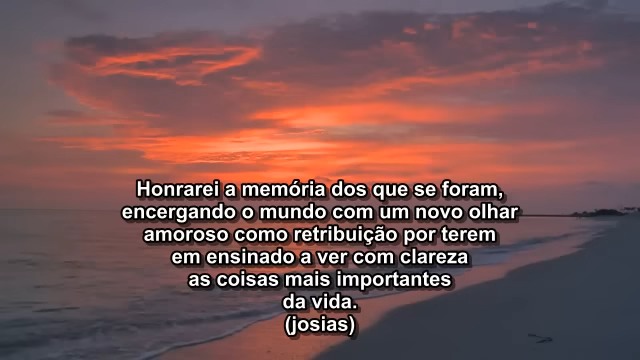 Honrarei a memória dos que se foram,
encergando o mundo com um novo olhar
amoroso como retribuição por terem
em ensinado a ver com clareza
as coisas mais importantes
da vida.
(josias)